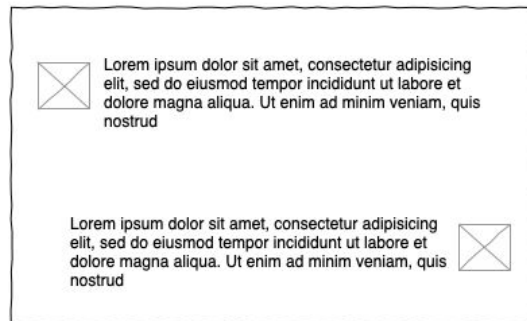 Lorem ipsum dolor sit amet, consectetur adipisicing
elit, sed do eiusmod tempor incididunt ut labore et
dolore magna aliqua. Ut enim ad minim veniam, quis
nostrud
Lorem ipsum dolor sit amet, consectetur adipisicing
elit, sed do eiusmod tempor incididunt ut labore et
dolore magna aliqua. Ut enim ad minim veniam, quis
nostrud